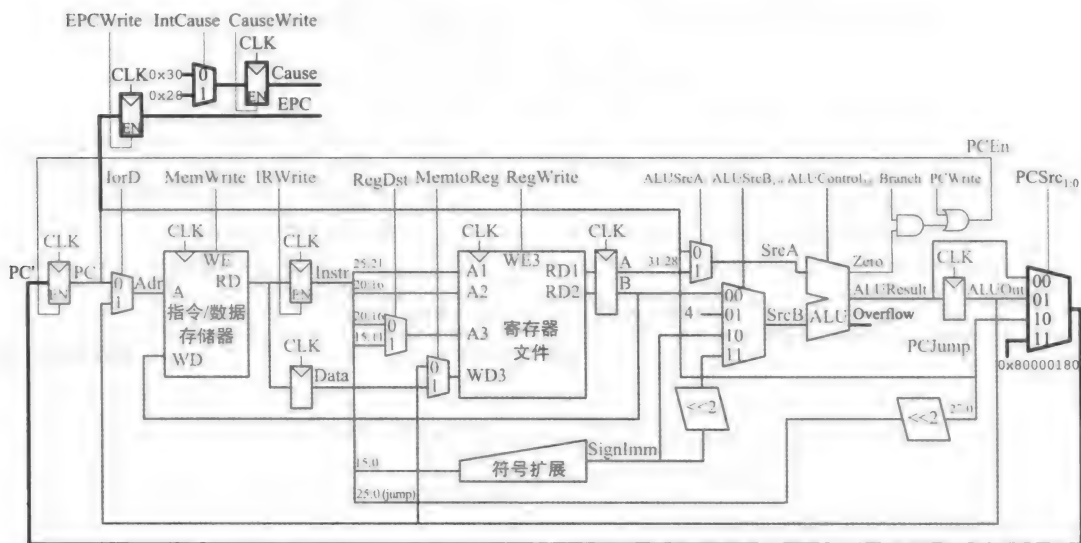 EPCWrite IntCause CauseWrite
CLK
CLK
0x30
0
Cause
0x28
1
EN
EPC
EN
PCEn
IorD MemWrite IRWrite RegDst MemtoReg RegWrite ALUSrcA ALUSrcB1:0 ALUControl2:0 Branch PCWrite PCSrc1:0
CLK
CLK
CLK
CLK
CLK
CLK
PC'
PC
EN
0
1
Adr
WE
RD
A
指令/数据
存储器
WD
EN
Instr
CLK
Data
25:21
20:16
20:16
15:11
0
1
0
1
WE3
A1
RD1
A2
RD2
A3
寄存器
文件
WD3
A
B
31:28
0
1
SrcA
4
00
01
10
11
SrcB
ALU
Zero
ALUResult
Overflow
ALUOut
PCJump
00
01
10
11
0x80000180
<<2
<<2
27:0
SignImm
15:0
符号扩展
25:0 (jump)